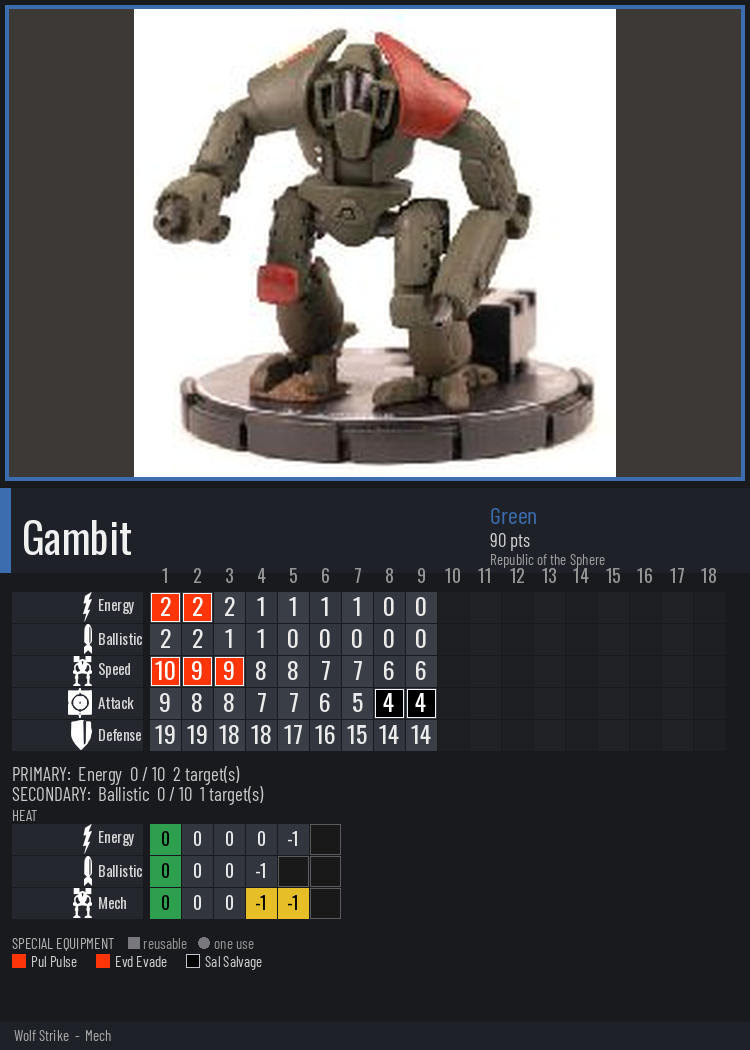 Gambit
Green
90 pts
Republic of the Sphere
1 2 3 4 5 6 7 8 9 10 11 12 13 14 15 16 17 18
Energy 2 2 2 1 1 1 1 0 0
Ballistic 2 2 1 1 0 0 0 0 0
Speed 10 9 9 8 8 7 7 6 6
Attack 9 8 8 7 7 6 5 4 4
Defense 19 19 18 18 17 16 15 14 14
PRIMARY: Energy 0 / 10 2 target(s)
SECONDARY: Ballistic 0 / 10 1 target(s)
HEAT
Energy 0 0 0 0 -1
Ballistic 0 0 0 -1
Mech 0 0 0 -1 -1
SPECIAL EQUIPMENT reusable one use
Pul Pulse Evd Evade Sal Salvage
Wolf Strike - Mech